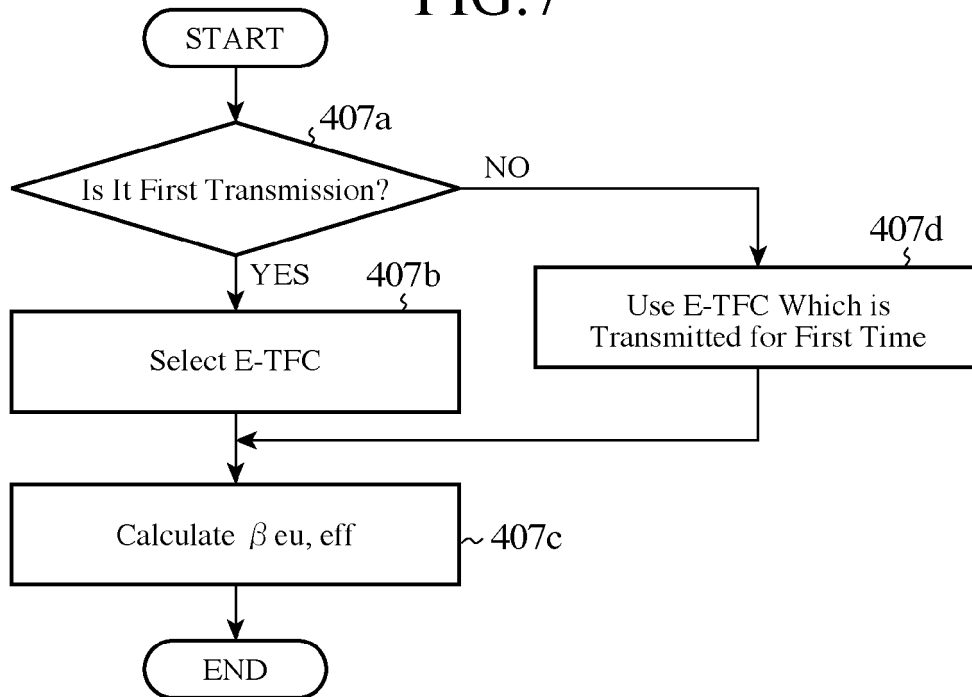 FIG.7
START
407a
Is It First Transmission?
NO
YES
407b
407d
Select E-TFC
Use E-TFC Which is
Transmitted for First Time
Calculate β eu, eff
407c
END